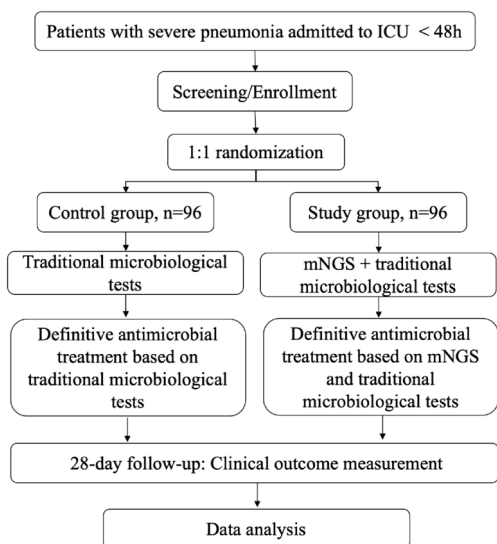 Patients with severe pneumonia admitted to ICU < 48h
Screening/Enrollment
1:1 randomization
Control group, n=96
Study group, n=96
Traditional microbiological
tests
mNGS + traditional
microbiological tests
Definitive antimicrobial
treatment based on
traditional microbiological
tests
Definitive antimicrobial
treatment based on mNGS
and traditional
microbiological tests
28-day follow-up: Clinical outcome measurement
Data analysis